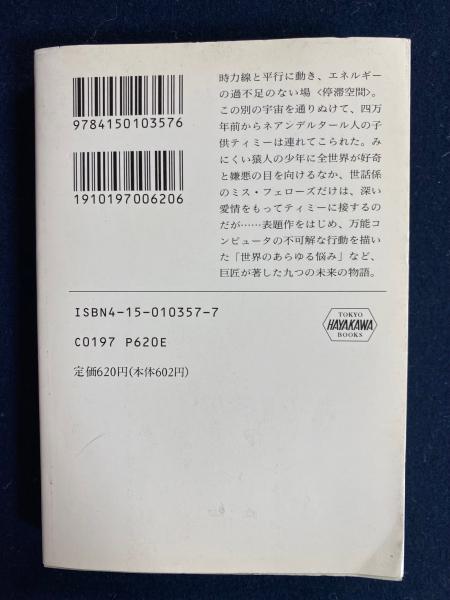 時力線と平行に動き、エネルギー
の過不足のない場〈停滞空間〉。
この別の宇宙を通りぬけて、四万
年前からネアンデルタール人の子
供ティミーは連れてこられた。み
にくい猿人の少年に全世界が好奇
と嫌悪の目を向けるなか、世話係
のミス・フェローズだけは、深い
愛情をもってティミーに接するの
だが……表題作をはじめ、万能コ
ンピュータの不可解な行動を描い
た「世界のあらゆる悩み」など、
巨匠が著した九つの未来の物語。
9784150103576
1910197006206
ISBN4-15-010357-7
C0197 P620E
定価620円(本体602円)
TOKYO
HAYAKAWA
BOOKS